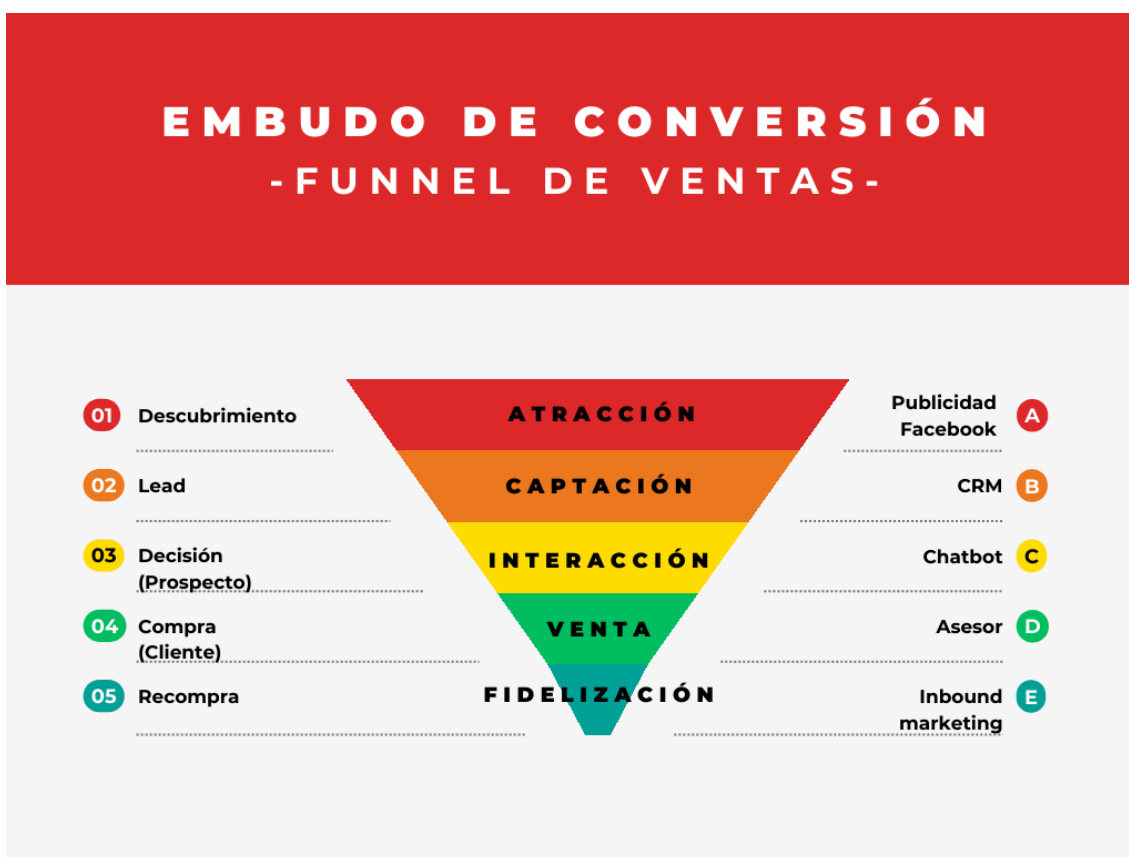 EMBUDO DE CONVERSIÓN
-FUNNEL DE VENTAS-
01 Descubrimiento
ATRACCIÓN
Publicidad
Facebook
A
02 Lead
CAPTACIÓN
CRM B
03 Decisión
(Prospecto)
INTERACCIÓN
Chatbot C
04 Compra
(Cliente)
VENTA
Asesor D
05 Recompra
FIDELIZACIÓN
Inbound
marketing
E